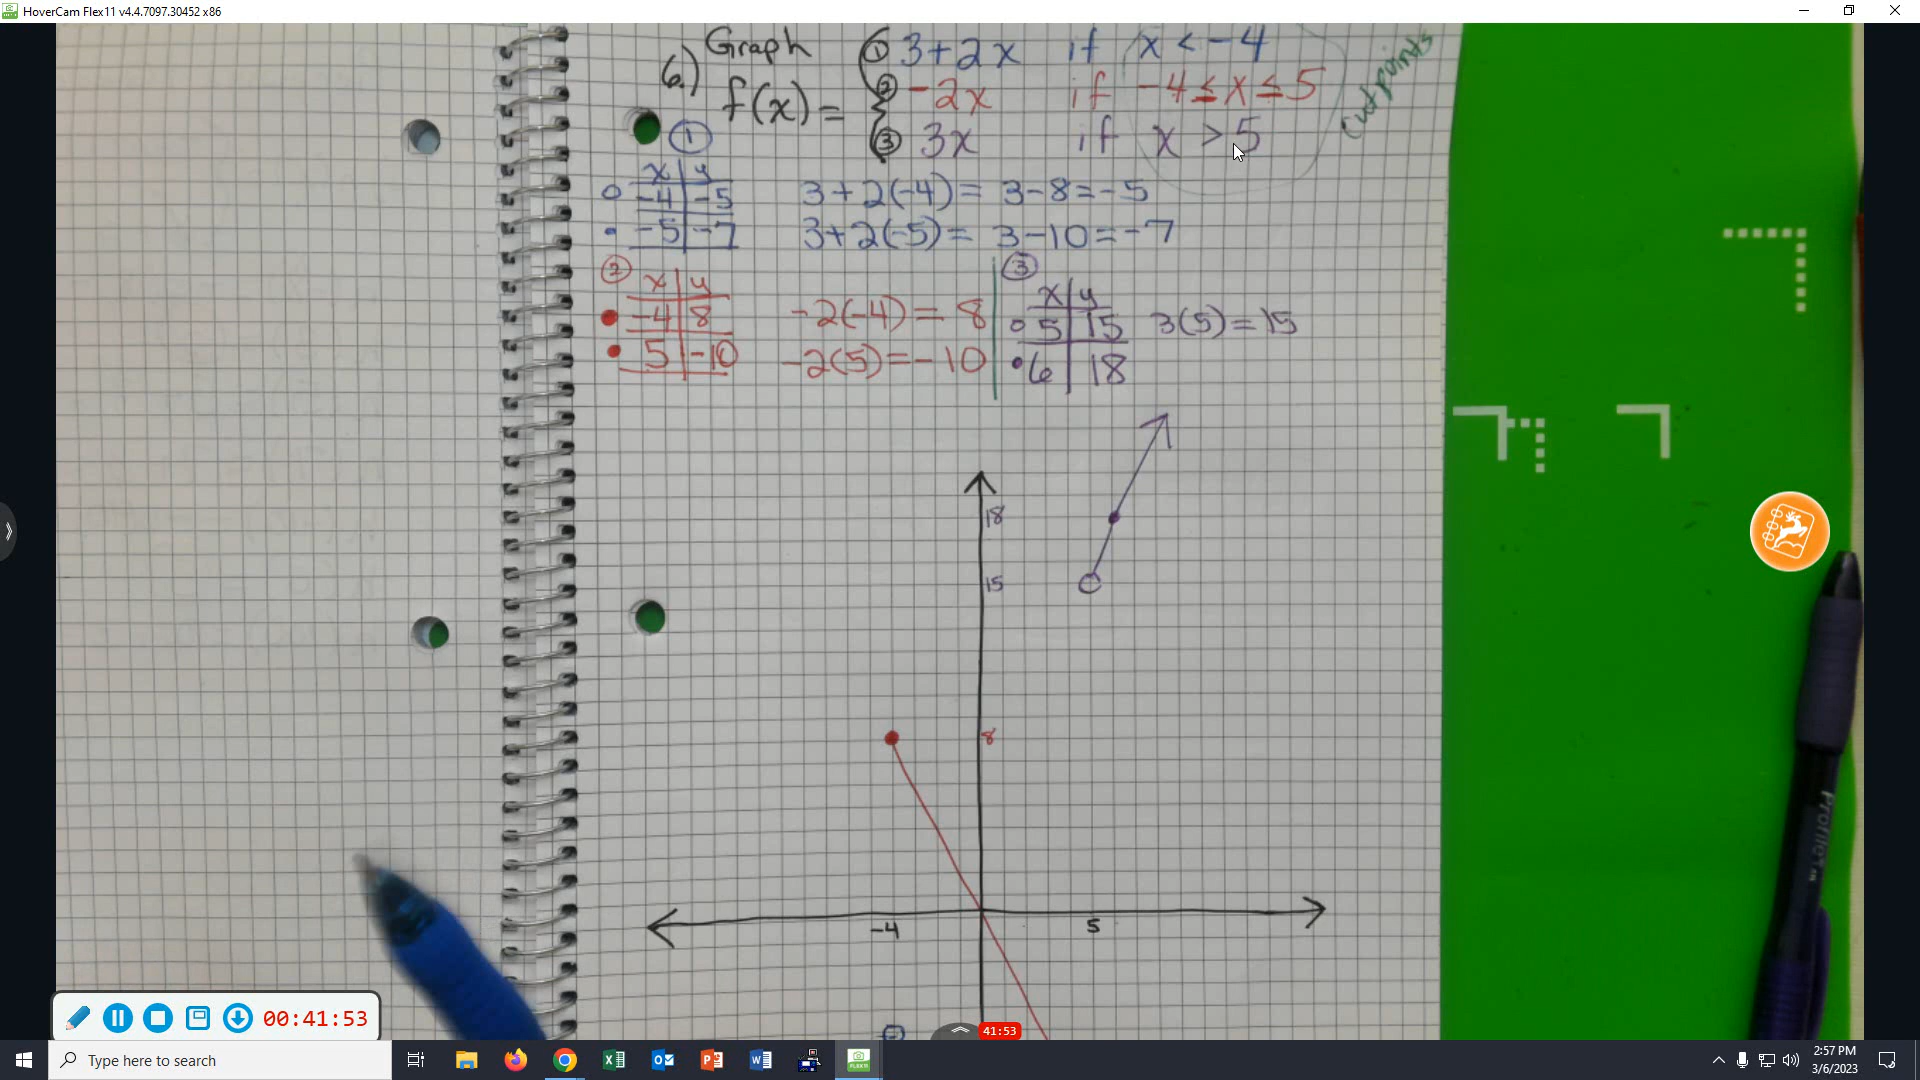 HoverCam Flex11 v4.4.7097.30452 x86
6.) Graph
f(x) = { ① 3+2x if x < -4
② -2x if -4 ≤ x ≤ 5
③ 3x if x > 5
Cutpoints
①
x | y
-4 | -5 3+2(-4) = 3-8 = -5
-5 | -7 3+2(-5) = 3-10 = -7
②
x | y
-4 | 8 -2(-4) = 8
5 | -10 -2(5) = -10
③
x | y
5 | 15 3(5) = 15
6 | 18
18
15
8
-4 5
Profile
00:41:53
41:53
Type here to search
2:57 PM
3/6/2023